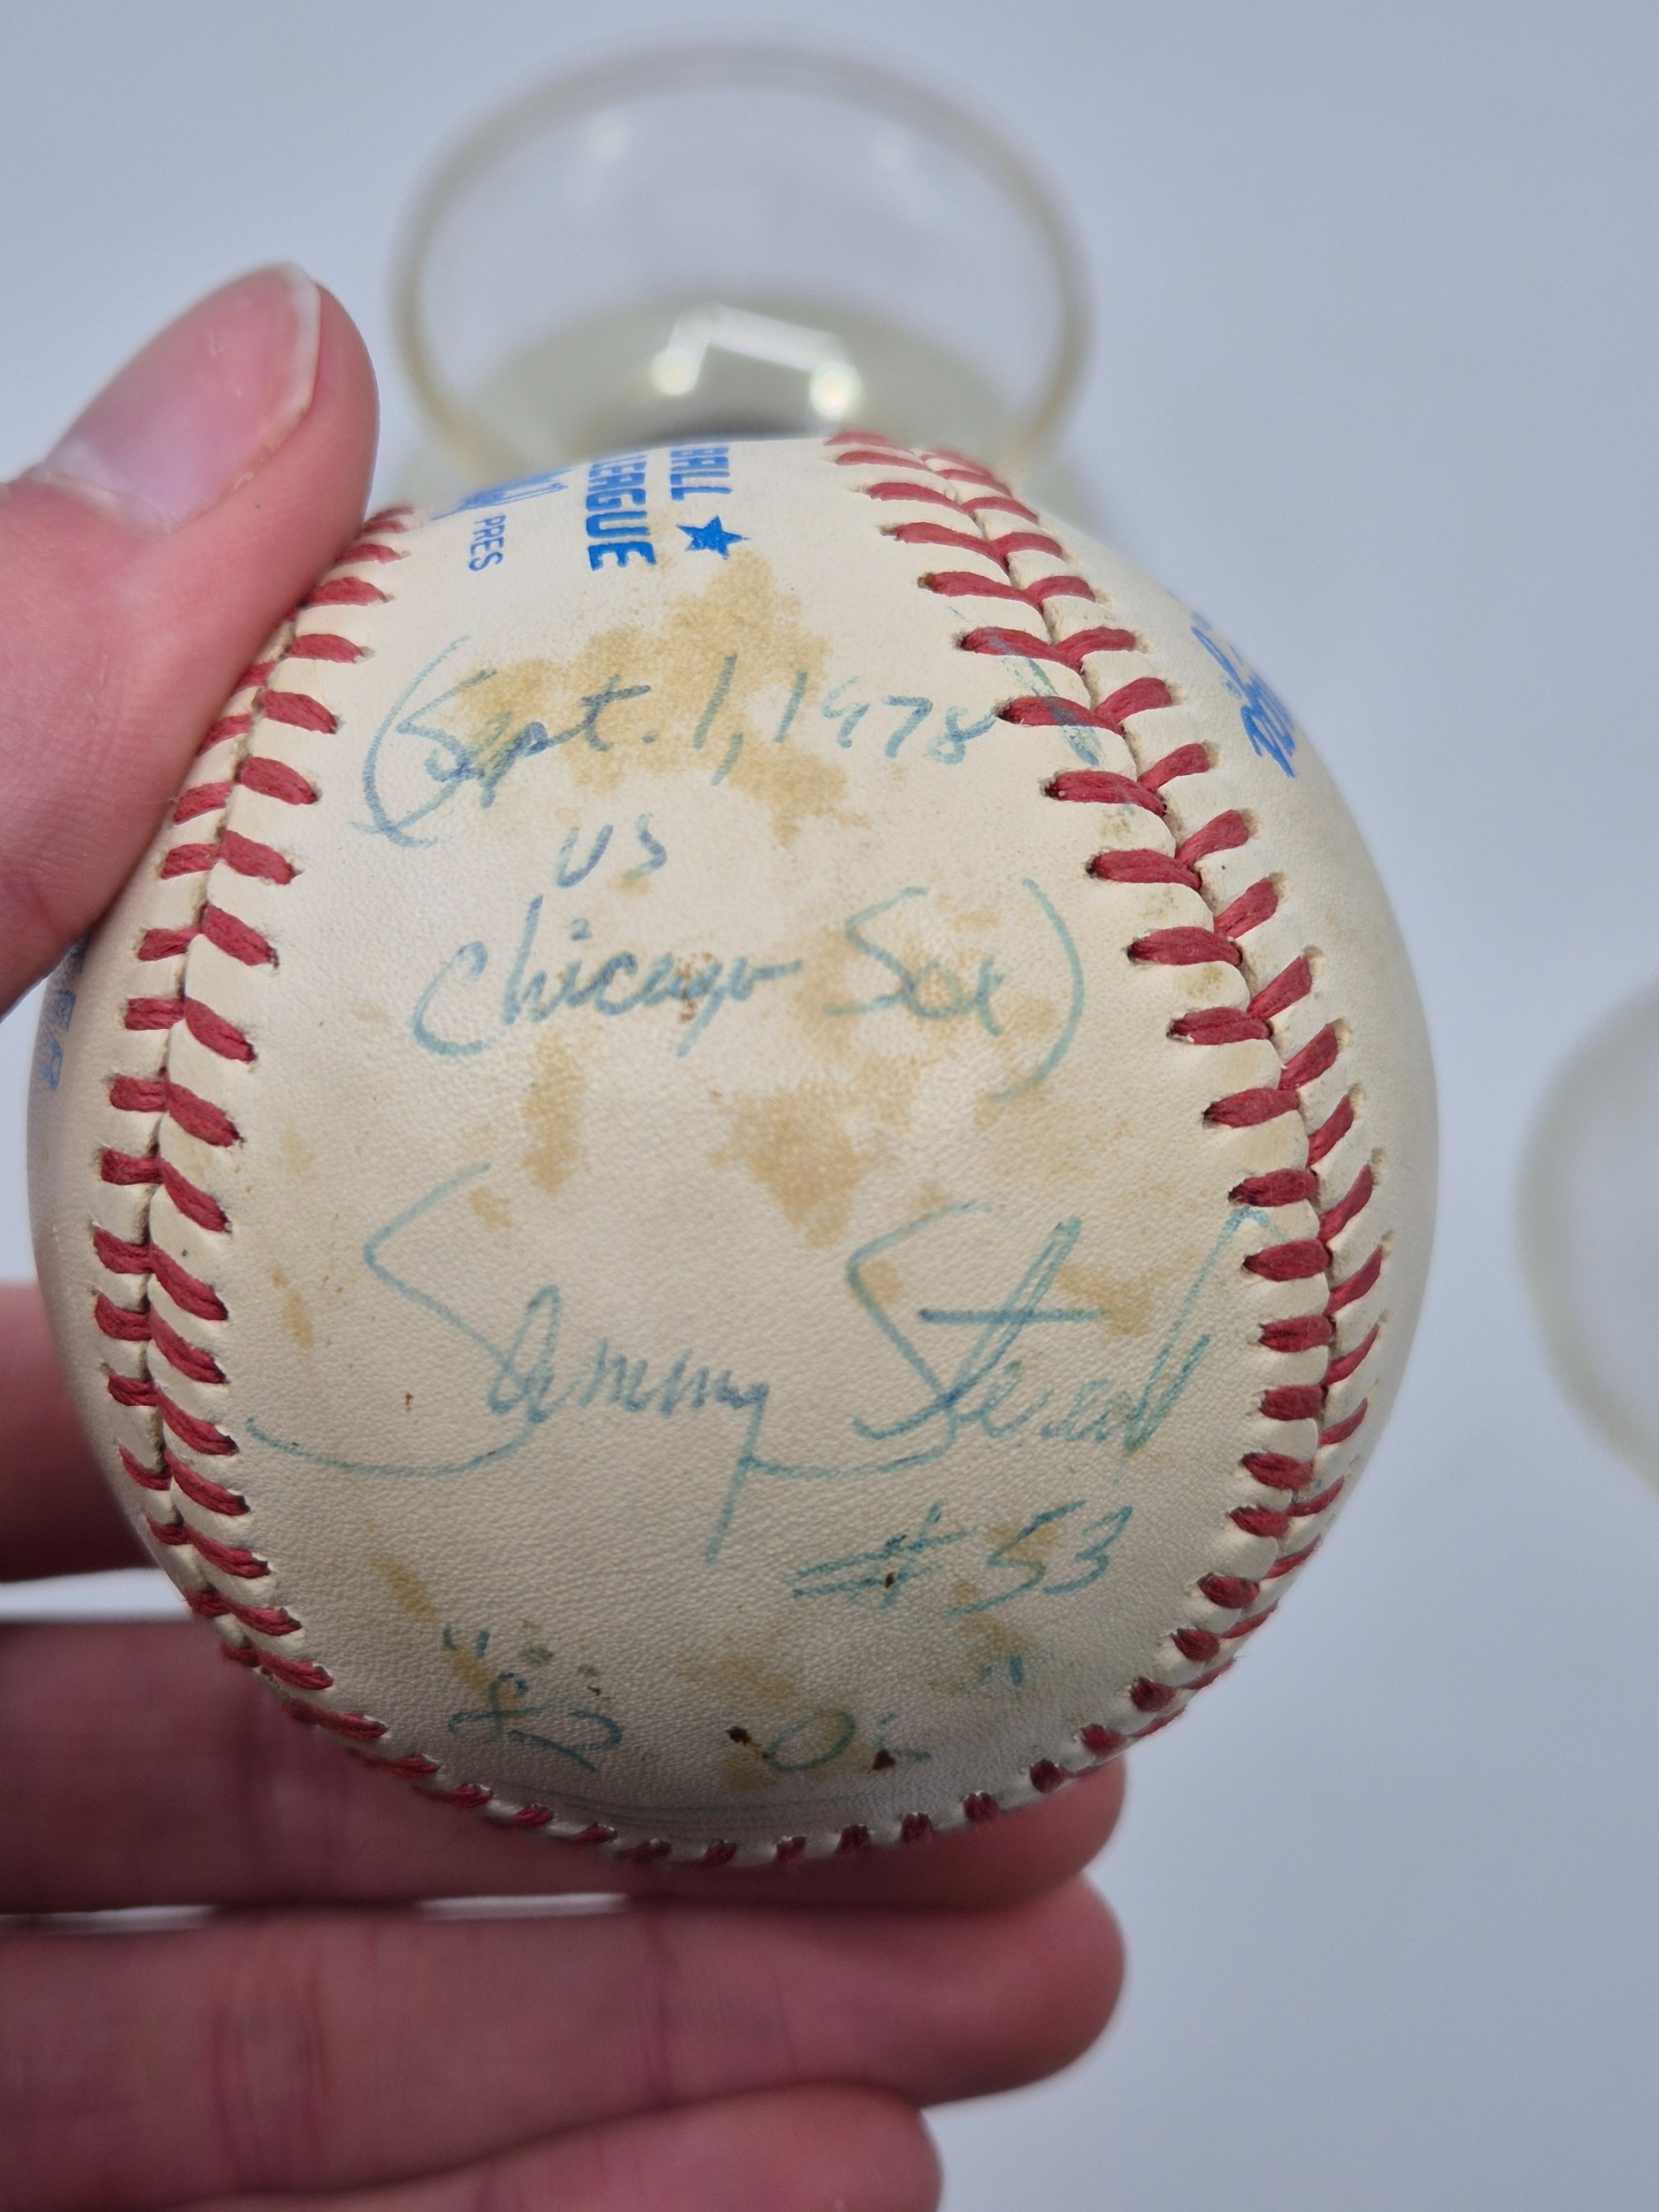 BALL
LEAGUE
PRES
(Sept. 1, 1978
vs
Chicago Sox)
Sammy Stewart
#53